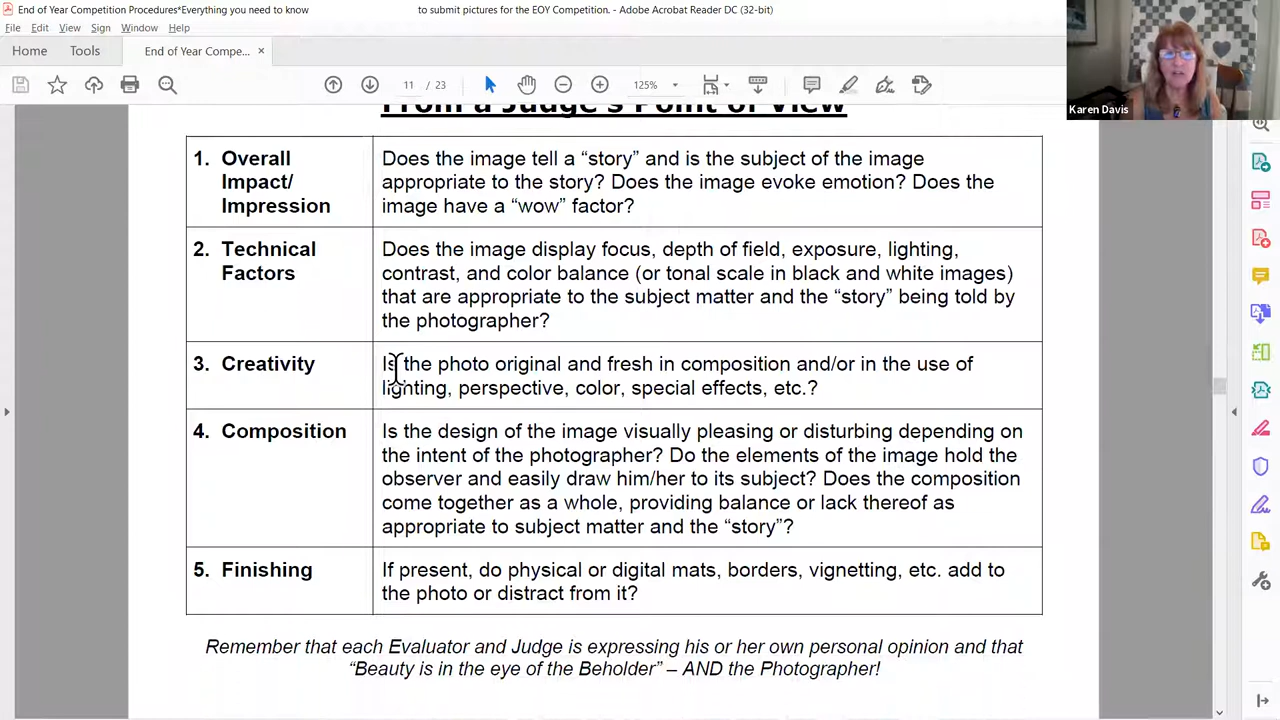 End of Year Competition Procedures*Everything you need to know to submit pictures for the EOY Competition. - Adobe Acrobat Reader DC (32-bit)
File Edit View Sign Window Help
Home Tools End of Year Compe... ×
11 / 23 125%
Karen Davis
From a Judge's Point of View
1. Overall Impact/ Impression
Does the image tell a “story” and is the subject of the image
appropriate to the story? Does the image evoke emotion? Does the
image have a “wow” factor?
2. Technical Factors
Does the image display focus, depth of field, exposure, lighting,
contrast, and color balance (or tonal scale in black and white images)
that are appropriate to the subject matter and the “story” being told by
the photographer?
3. Creativity
Is the photo original and fresh in composition and/or in the use of
lighting, perspective, color, special effects, etc.?
4. Composition
Is the design of the image visually pleasing or disturbing depending on
the intent of the photographer? Do the elements of the image hold the
observer and easily draw him/her to its subject? Does the composition
come together as a whole, providing balance or lack thereof as
appropriate to subject matter and the “story”?
5. Finishing
If present, do physical or digital mats, borders, vignetting, etc. add to
the photo or distract from it?
Remember that each Evaluator and Judge is expressing his or her own personal opinion and that
“Beauty is in the eye of the Beholder” – AND the Photographer!